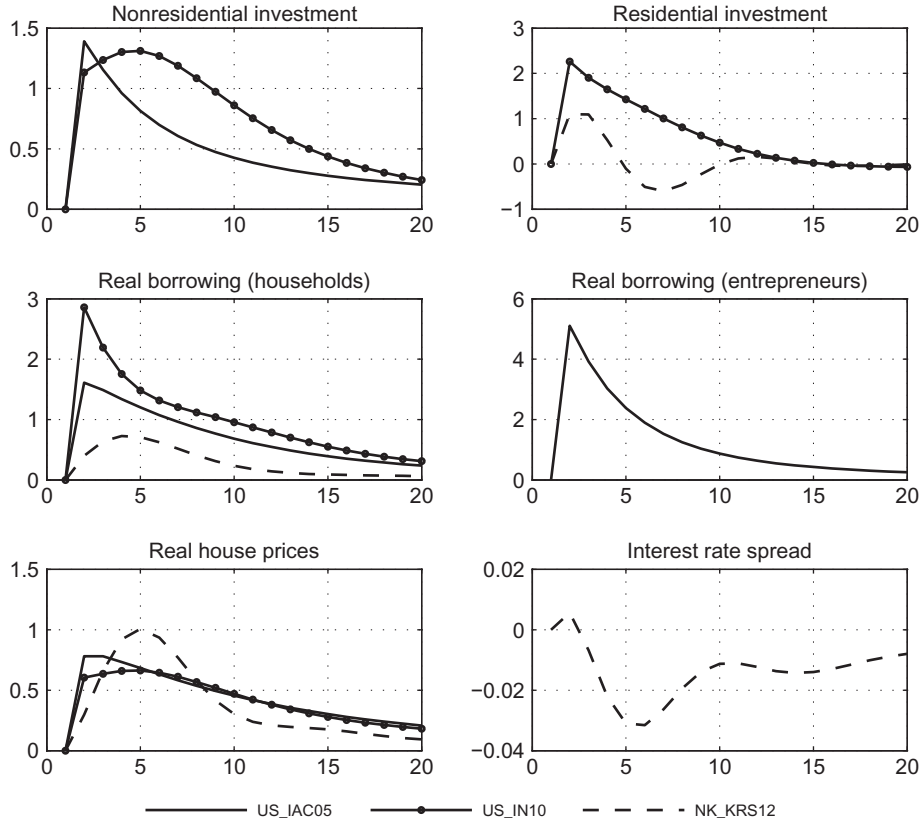 Nonresidential investment
1.5
1
0.5
0
0 5 10 15 20
Residential investment
3
2
1
0
−1
0 5 10 15 20
Real borrowing (households)
3
2
1
0
0 5 10 15 20
Real borrowing (entrepreneurs)
6
4
2
0
0 5 10 15 20
Real house prices
1.5
1
0.5
0
0 5 10 15 20
Interest rate spread
0.02
0
−0.02
−0.04
0 5 10 15 20
US_IAC05 US_IN10 NK_KRS12